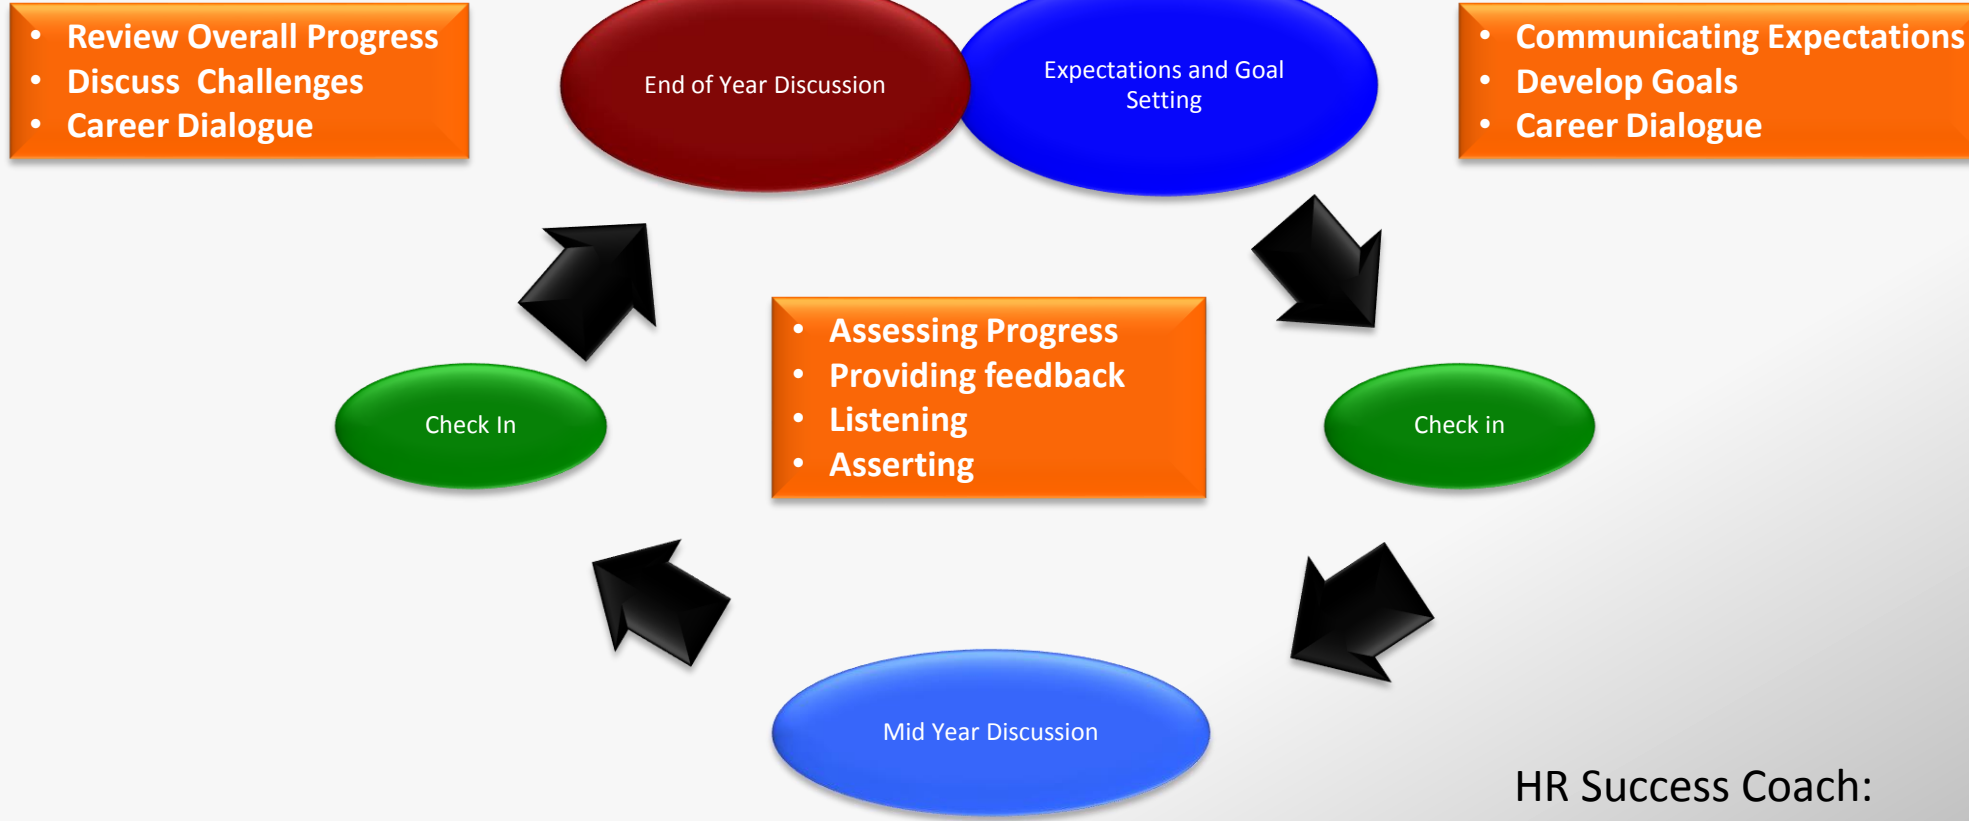 • Review Overall Progress
• Discuss Challenges
• Career Dialogue
End of Year Discussion
Expectations and Goal
Setting
• Communicating Expectations
• Develop Goals
• Career Dialogue
• Assessing Progress
• Providing feedback
• Listening
• Asserting
Check In
Check in
Mid Year Discussion
HR Success Coach: